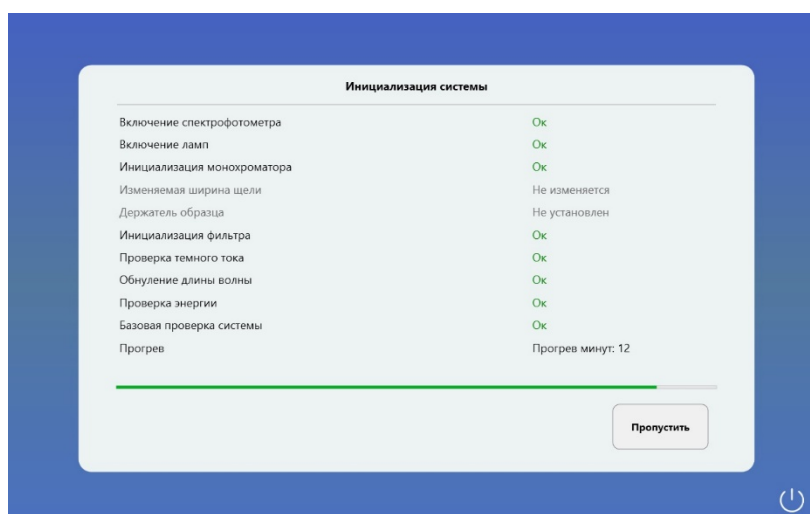 Инициализация системы
Включение спектрофотометра Ок
Включение ламп Ок
Инициализация монохроматора Ок
Изменяемая ширина щели Не изменяется
Держатель образца Не установлен
Инициализация фильтра Ок
Проверка темного тока Ок
Обнуление длины волны Ок
Проверка энергии Ок
Базовая проверка системы Ок
Прогрев Прогрев минут: 12
Пропустить